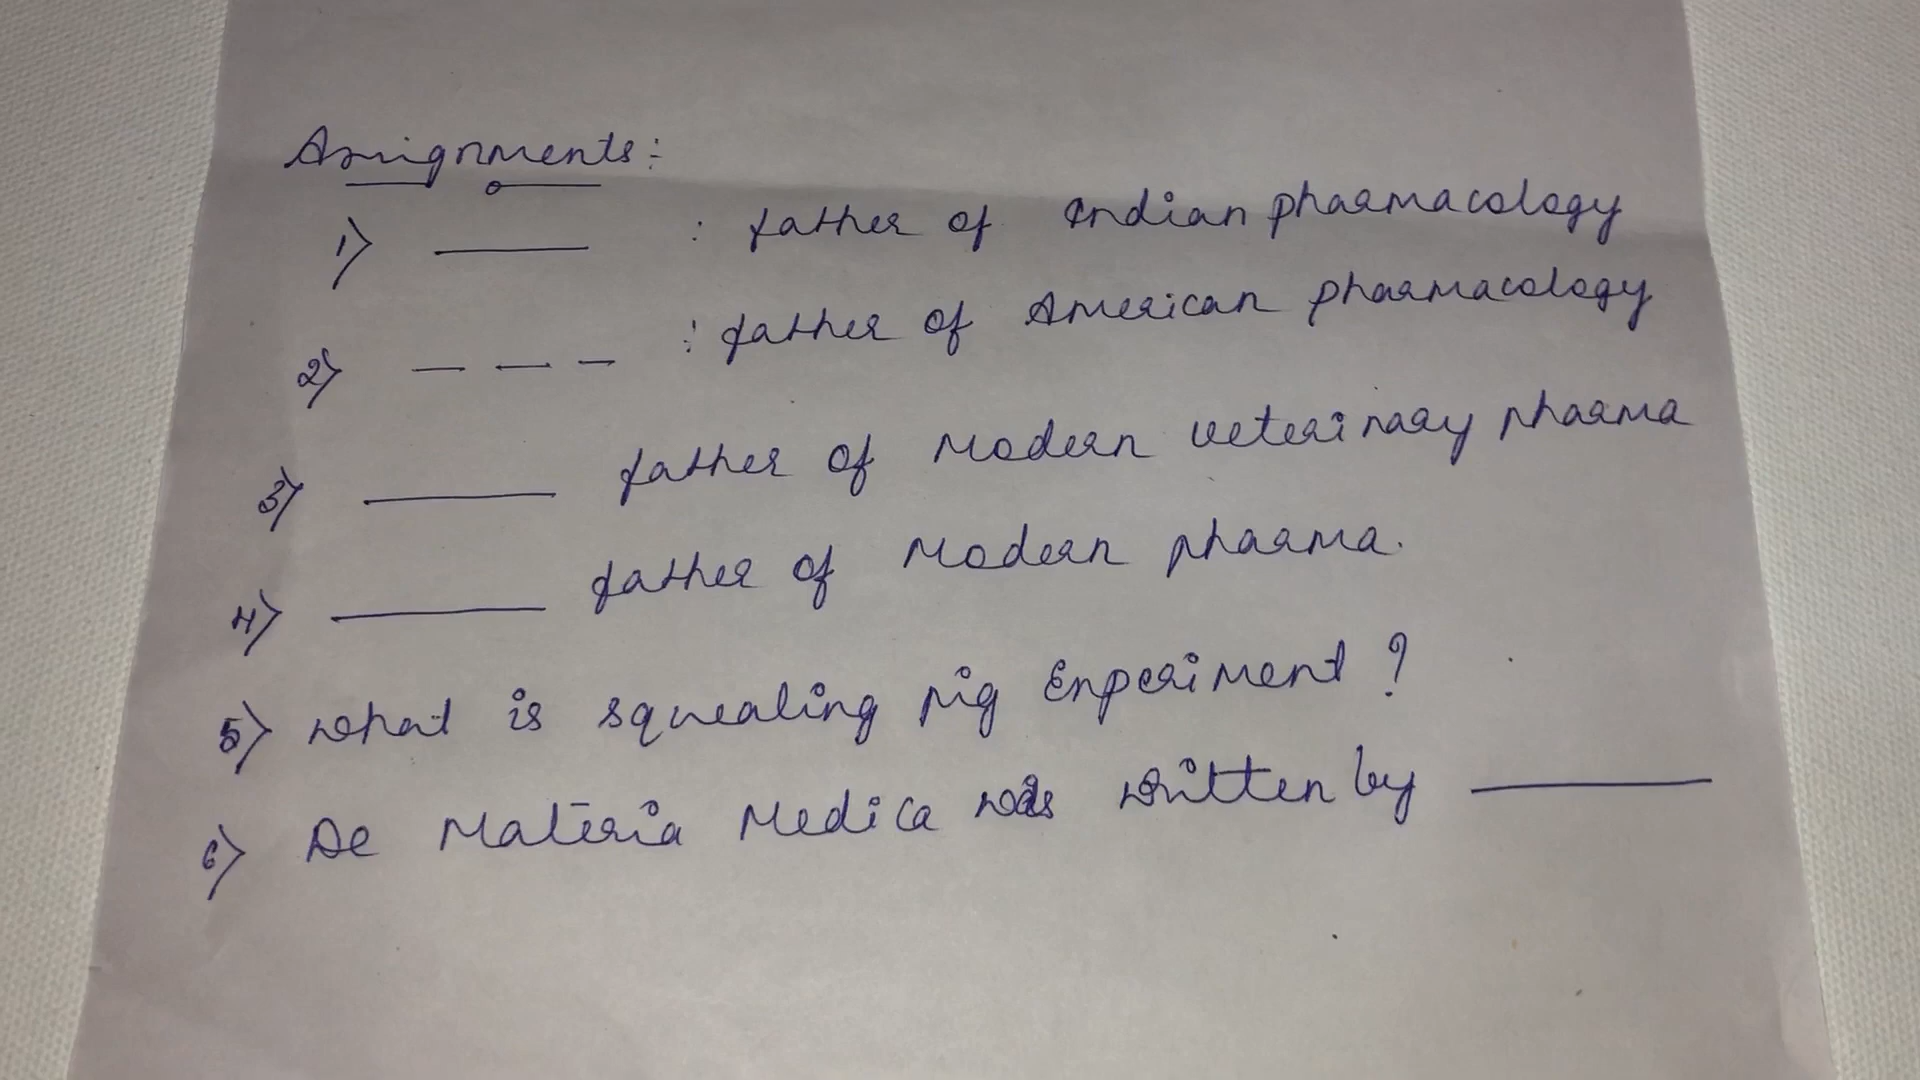 Assignments:
1) ______ : father of Indian pharmacology
2) _ _ _ : father of American pharmacology
3) ______ father of Modern veterinary pharma
4) ______ father of Modern pharma.
5) what is squealing pig Experiment?
6) De Materia Medica was written by ______